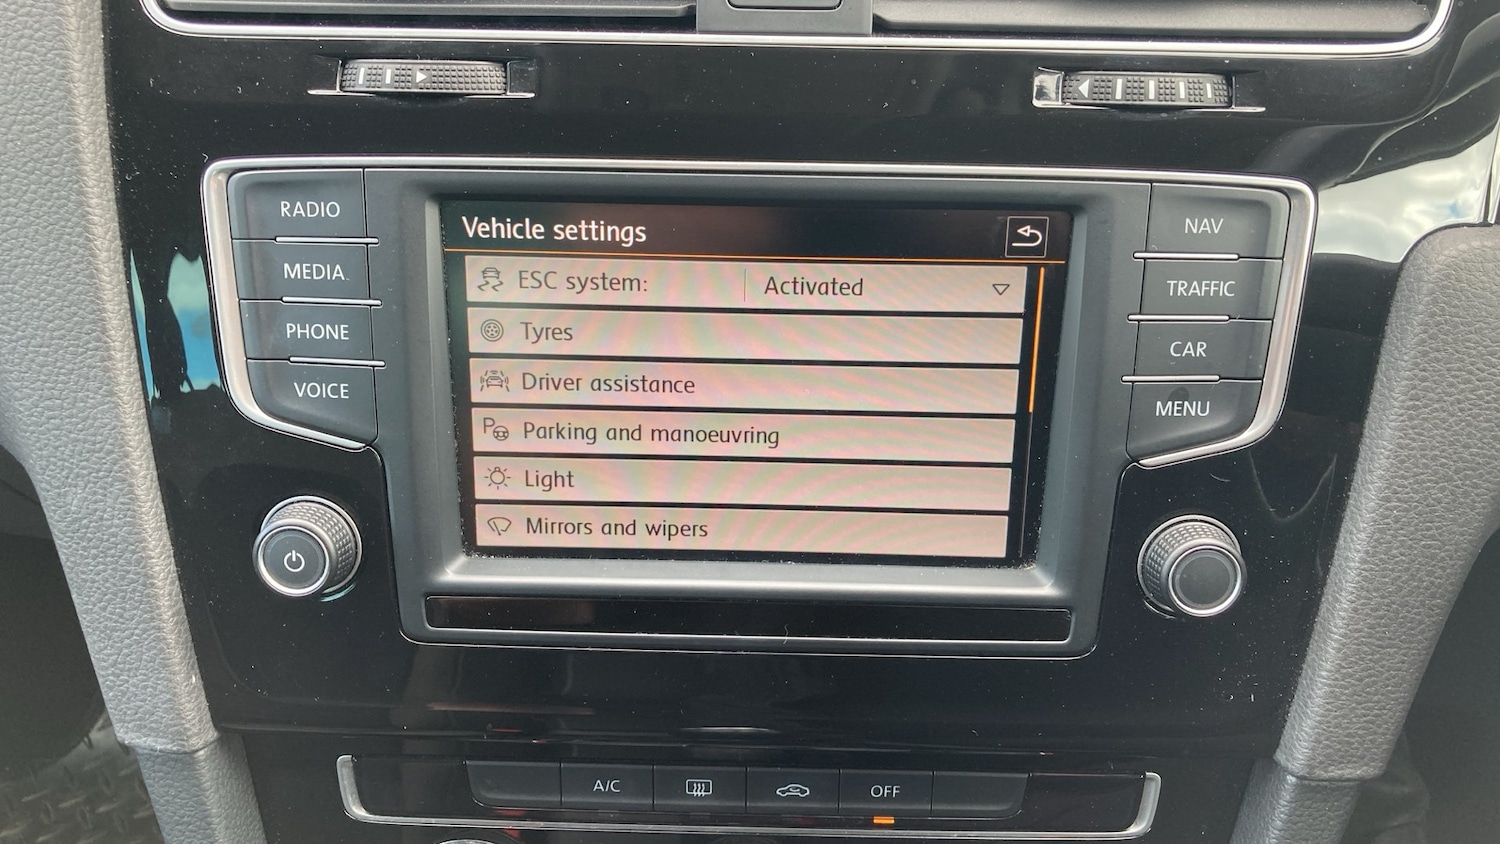 RADIO
MEDIA
PHONE
VOICE
Vehicle settings
ESC system: Activated
Tyres
Driver assistance
Parking and manoeuvring
Light
Mirrors and wipers
NAV
TRAFFIC
CAR
MENU
A/C
OFF